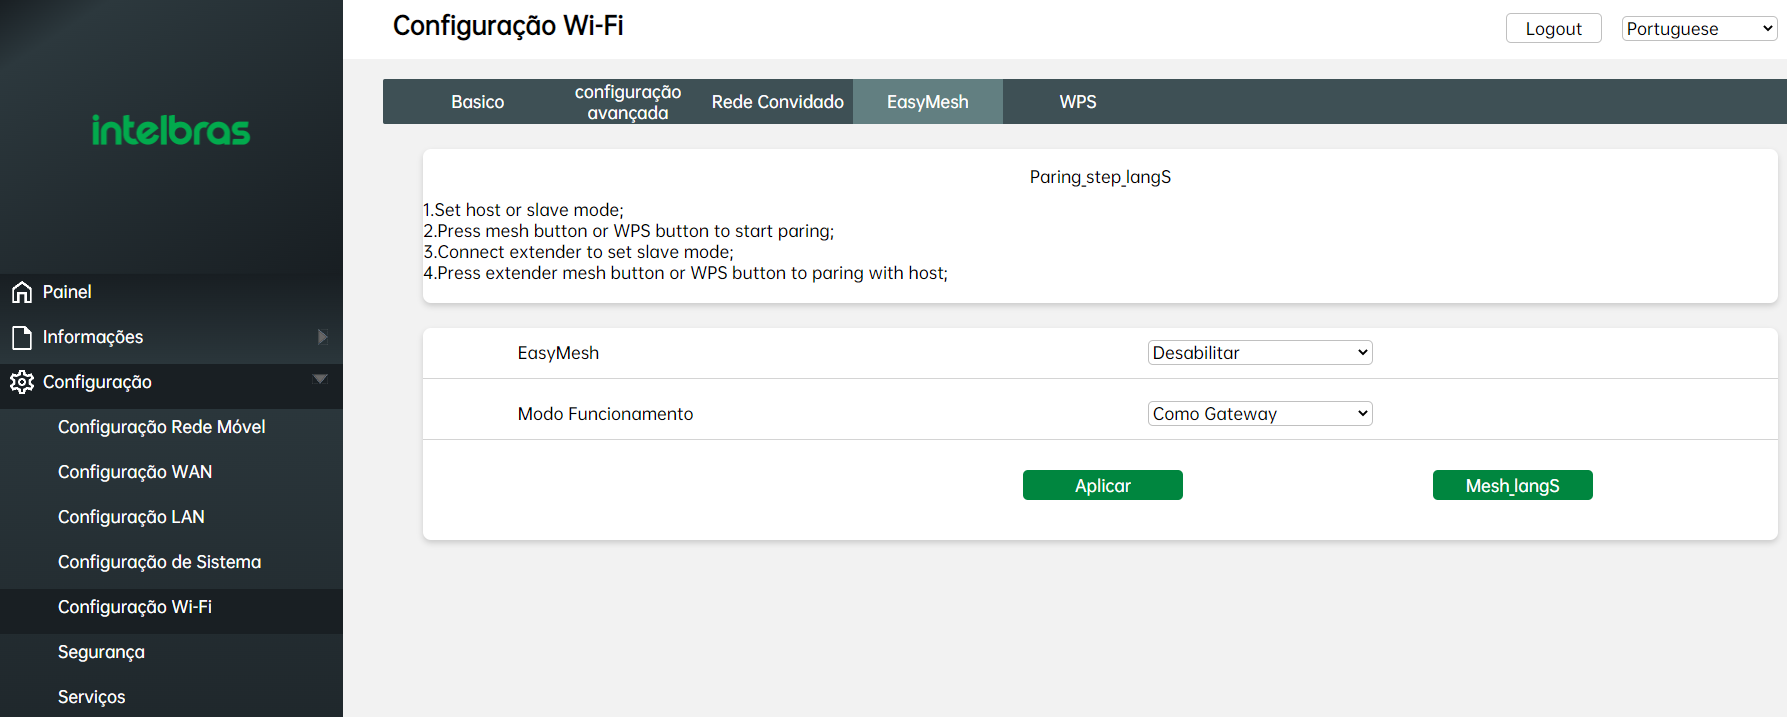 Configuração Wi-Fi
Logout
Portuguese
intelbras
Basico
configuração
avançada
Rede Convidado
EasyMesh
WPS
Paring_step_langS
1.Set host or slave mode;
2.Press mesh button or WPS button to start paring;
3.Connect extender to set slave mode;
4.Press extender mesh button or WPS button to paring with host;
Painel
Informações
Configuração
Configuração Rede Móvel
Configuração WAN
Configuração LAN
Configuração de Sistema
Configuração Wi-Fi
Segurança
Serviços
EasyMesh
Desabilitar
Modo Funcionamento
Como Gateway
Aplicar
Mesh_langS